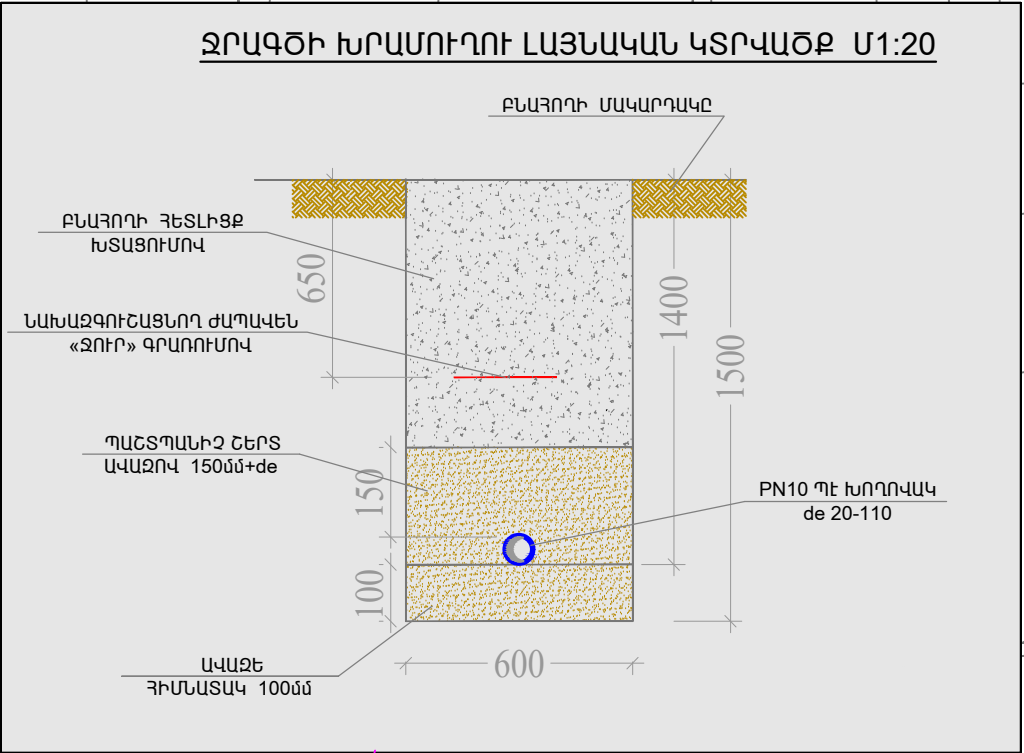 ՋՐԱԳԾԻ ԽՐԱՄՈՒՂՈՒ ԼԱՅՆԱԿԱՆ ԿՏՐՎԱԾՔ Մ1:20
ԲՆԱՀՈՂԻ ՄԱԿԱՐԴԱԿԸ
ԲՆԱՀՈՂԻ ՀԵՏԼԻՑՔ
ԽՏԱՑՈՒՄՈՎ
650
1400
ՆԱԽԱԶԳՈՒՇԱՑՆՈՂ ԺԱՊԱՎԵՆ
«ՋՈՒՐ» ԳՐԱՌՈՒՄՈՎ
1500
ՊԱՇՏՊԱՆԻՉ ՇԵՐՏ
ԱՎԱԶՈՎ 150մմ+de
150
PN10 ՊԷ ԽՈՂՈՎԱԿ
de 20-110
100
ԱՎԱԶԵ
ՀԻՄՆԱՏԱԿ 100մմ
600